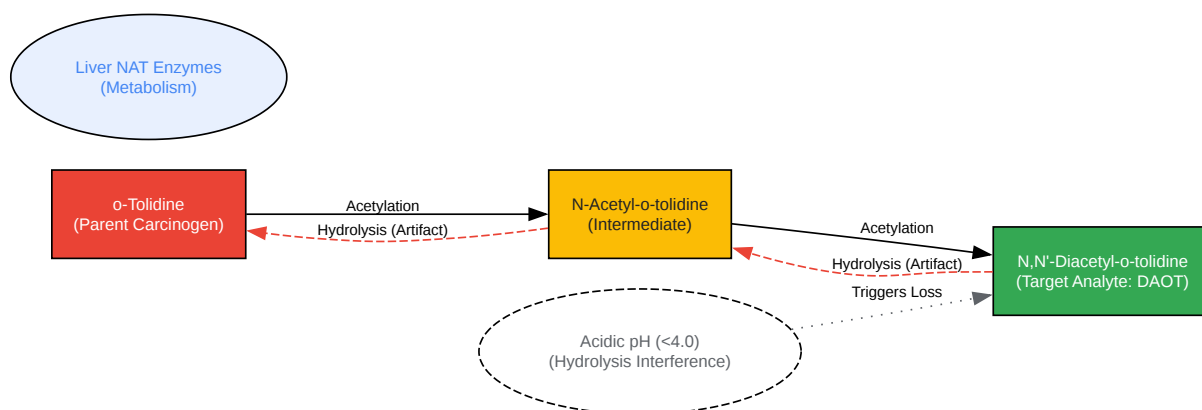 Liver NAT Enzymes
(Metabolism)
o-Tolidine
(Parent Carcinogen)
Acetylation
Hydrolysis (Artifact)
N-Acetyl-o-tolidine
(Intermediate)
Acetylation
Hydrolysis (Artifact)
Triggers Loss
N,N'-Diacetyl-o-tolidine
(Target Analyte: DAOT)
Acidic pH (<4.0)
(Hydrolysis Interference)